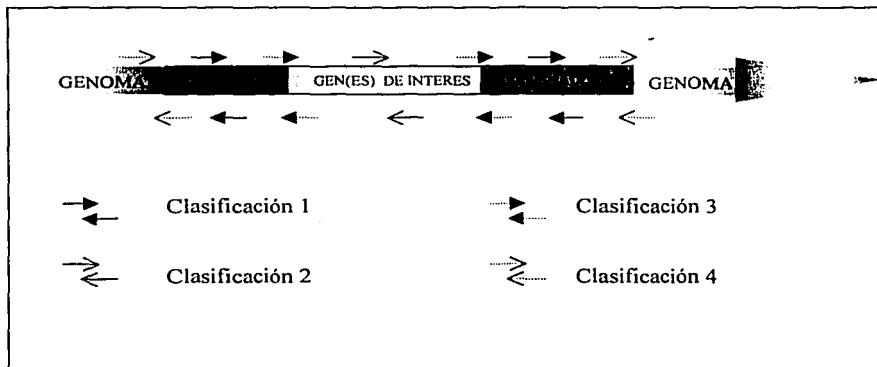 GENOMA GEN(ES) DE INTERES GENOMA
Clasificación 1 Clasificación 3
Clasificación 2 Clasificación 4